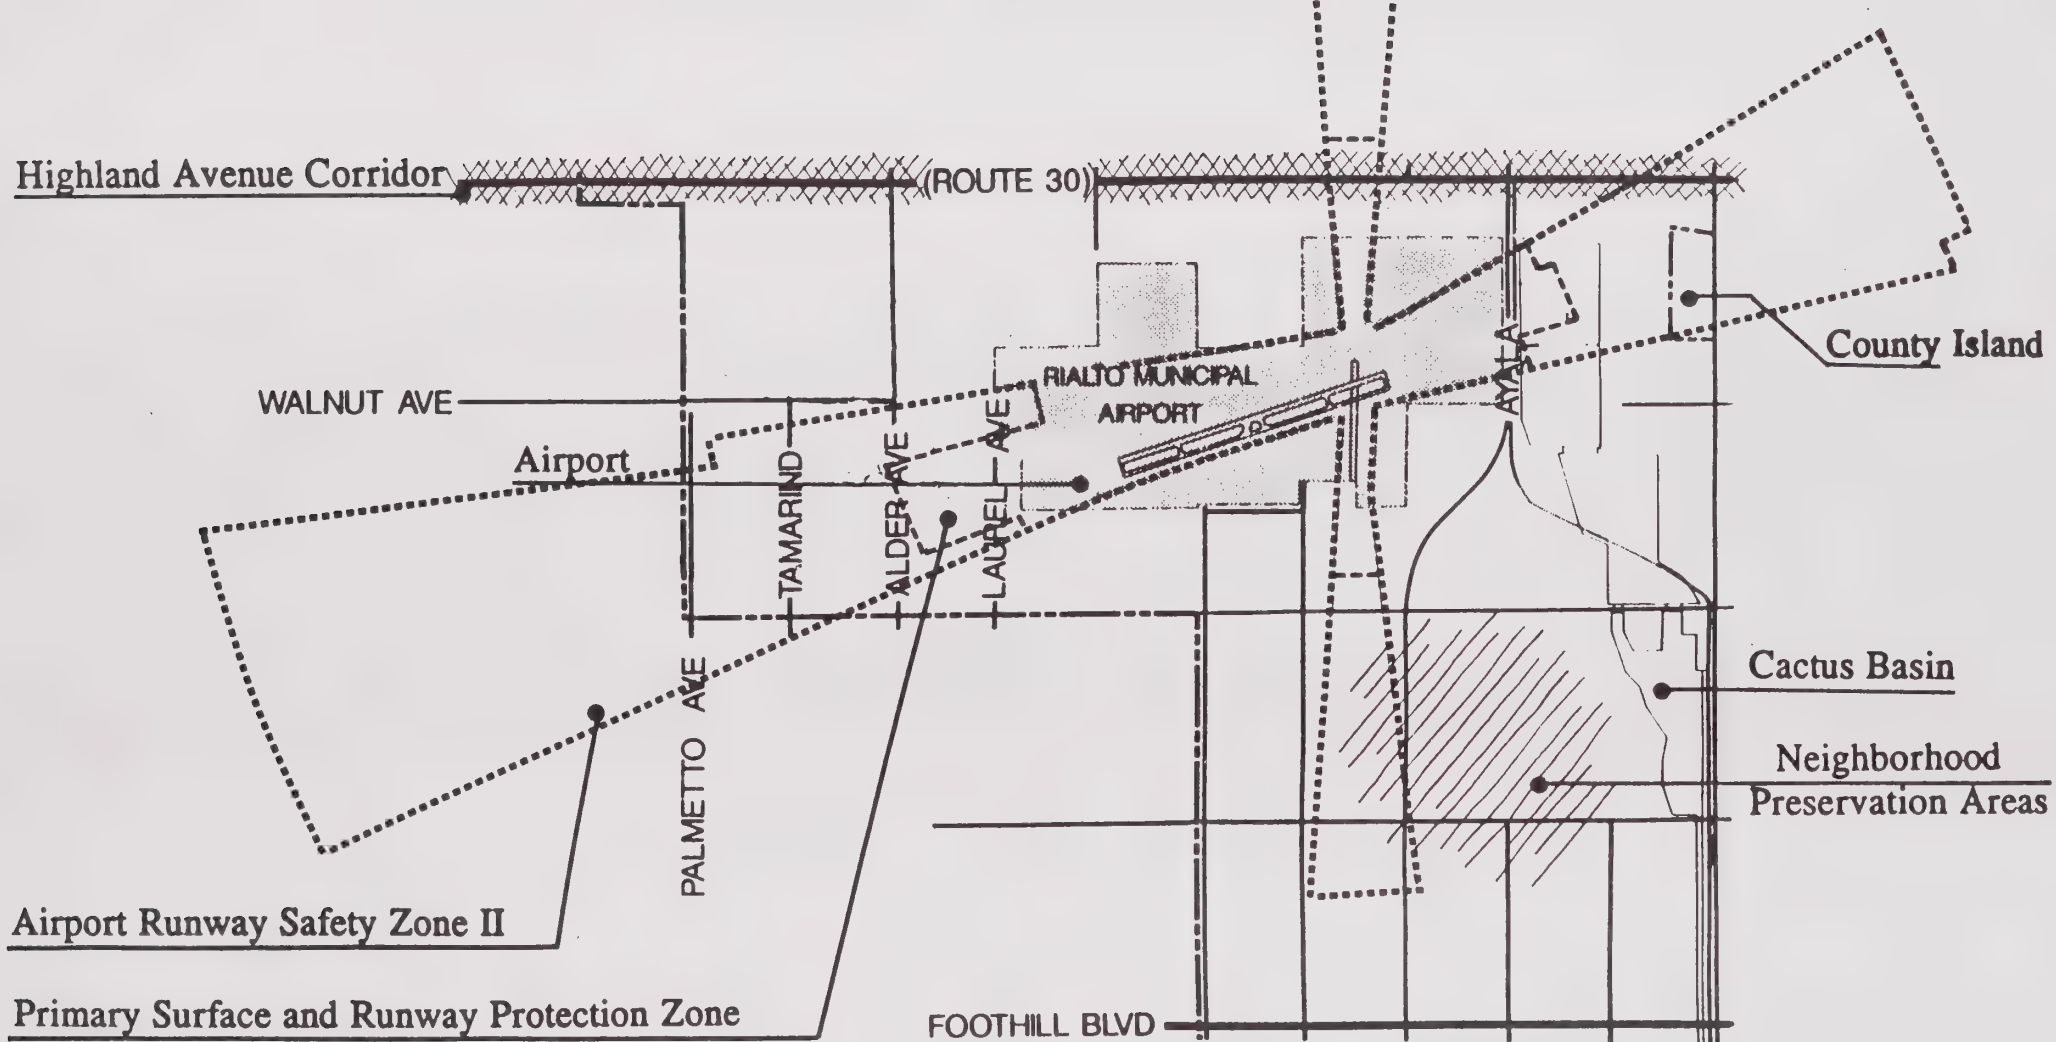 Highland Avenue Corridor
(ROUTE 30)
County Island
RIALTO MUNICIPAL
AIRPORT
WALNUT AVE
AYALA
Airport
TAMARIND
ALDER AVE
LAUREL AVE
PALMETTO AVE
Cactus Basin
Neighborhood
Preservation Areas
Airport Runway Safety Zone II
Primary Surface and Runway Protection Zone
FOOTHILL BLVD